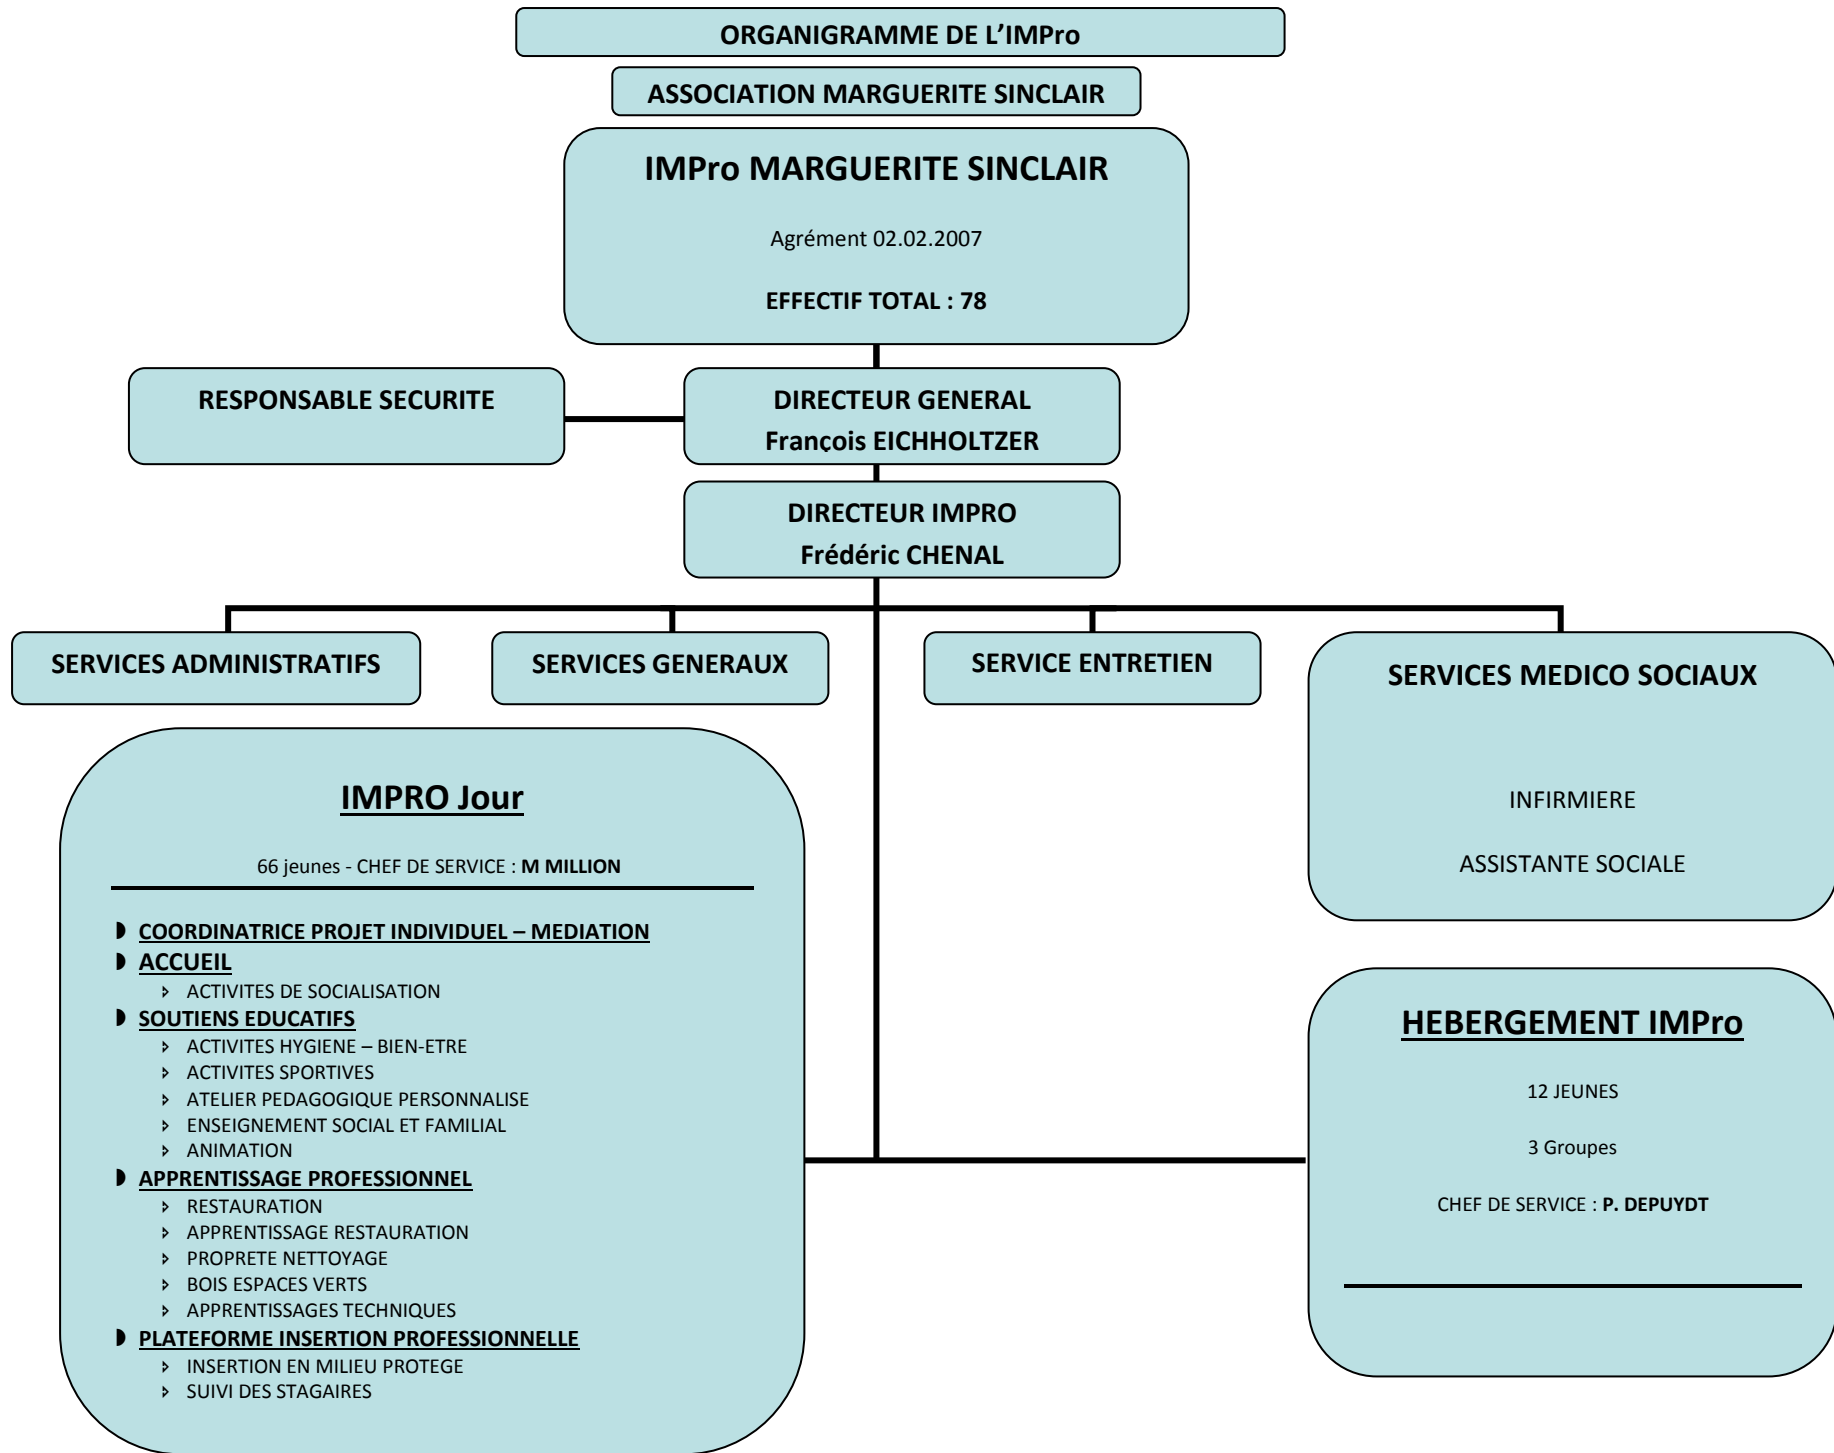 ORGANIGRAMME DE L’IMPro
ASSOCIATION MARGUERITE SINCLAIR
IMPro MARGUERITE SINCLAIR
Agrément 02.02.2007
EFFECTIF TOTAL : 78
RESPONSABLE SECURITE
DIRECTEUR GENERAL
François EICHHOLTZER
DIRECTEUR IMPRO
Frédéric CHENAL
SERVICES ADMINISTRATIFS
SERVICES GENERAUX
SERVICE ENTRETIEN
SERVICES MEDICO SOCIAUX
INFIRMIERE
ASSISTANTE SOCIALE
IMPRO Jour
66 jeunes - CHEF DE SERVICE : M MILLION
COORDINATRICE PROJET INDIVIDUEL – MEDIATION
ACCUEIL
ACTIVITES DE SOCIALISATION
SOUTIENS EDUCATIFS
ACTIVITES HYGIENE – BIEN-ETRE
ACTIVITES SPORTIVES
ATELIER PEDAGOGIQUE PERSONNALISE
ENSEIGNEMENT SOCIAL ET FAMILIAL
ANIMATION
APPRENTISSAGE PROFESSIONNEL
RESTAURATION
APPRENTISSAGE RESTAURATION
PROPRETE NETTOYAGE
BOIS ESPACES VERTS
APPRENTISSAGES TECHNIQUES
PLATEFORME INSERTION PROFESSIONNELLE
INSERTION EN MILIEU PROTEGE
SUIVI DES STAGAIRES
HEBERGEMENT IMPro
12 JEUNES
3 Groupes
CHEF DE SERVICE : P. DEPUYDT